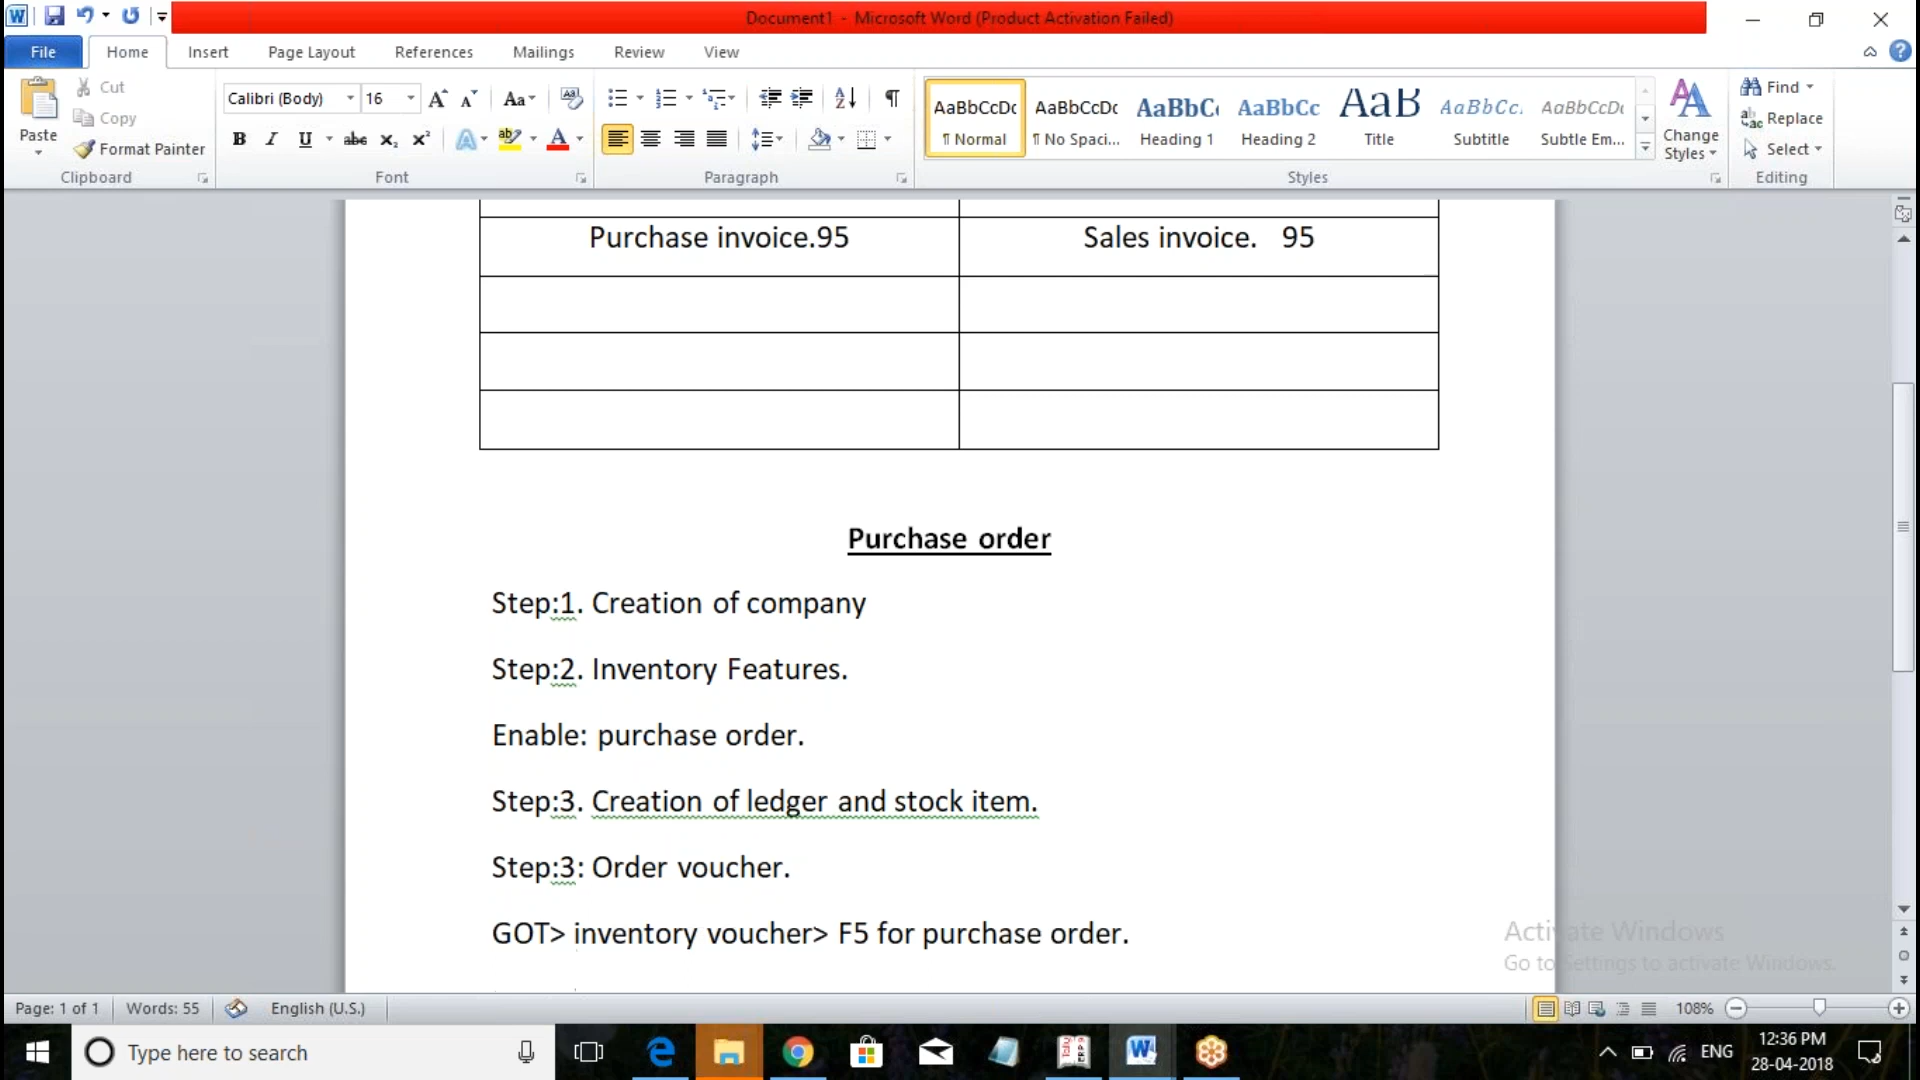 Document1 - Microsoft Word (Product Activation Failed)
File Home Insert Page Layout References Mailings Review View
Paste
Cut
Copy
Format Painter
Clipboard
Calibri (Body) 16
Font
Paragraph
AaBbCcDc AaBbCcDc AaBbC AaBbCc AaB AaBbCc. AaBbCcDc
¶ Normal ¶ No Spaci... Heading 1 Heading 2 Title Subtitle Subtle Em...
Styles
Change Styles
Find
Replace
Select
Editing
Purchase invoice.95 Sales invoice. 95
Purchase order
Step:1. Creation of company
Step:2. Inventory Features.
Enable: purchase order.
Step:3. Creation of ledger and stock item.
Step:3: Order voucher.
GOT> inventory voucher> F5 for purchase order.
Activate Windows
Go to Settings to activate Windows.
Page: 1 of 1 Words: 55 English (U.S.) 108%
Type here to search
ENG
12:36 PM
28-04-2018